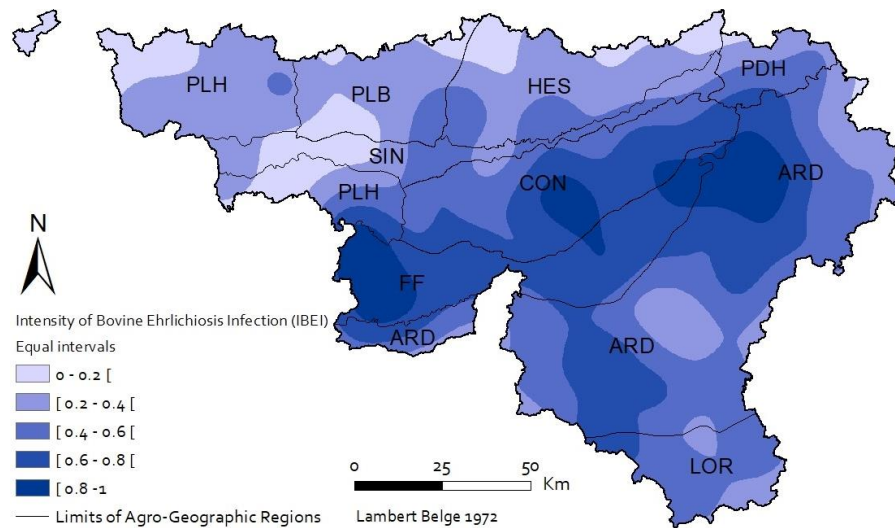 PLH
PLB
HES
PDH
SIN
PLH
CON
ARD
FF
ARD
ARD
LOR
N
Intensity of Bovine Ehrlichiosis Infection (IBEI)
Equal intervals
0 - 0.2 [
[ 0.2 - 0.4 [
[ 0.4 - 0.6 [
[ 0.6 - 0.8 [
[ 0.8 -1
Limits of Agro-Geographic Regions
0 25 50
Km
Lambert Belge 1972